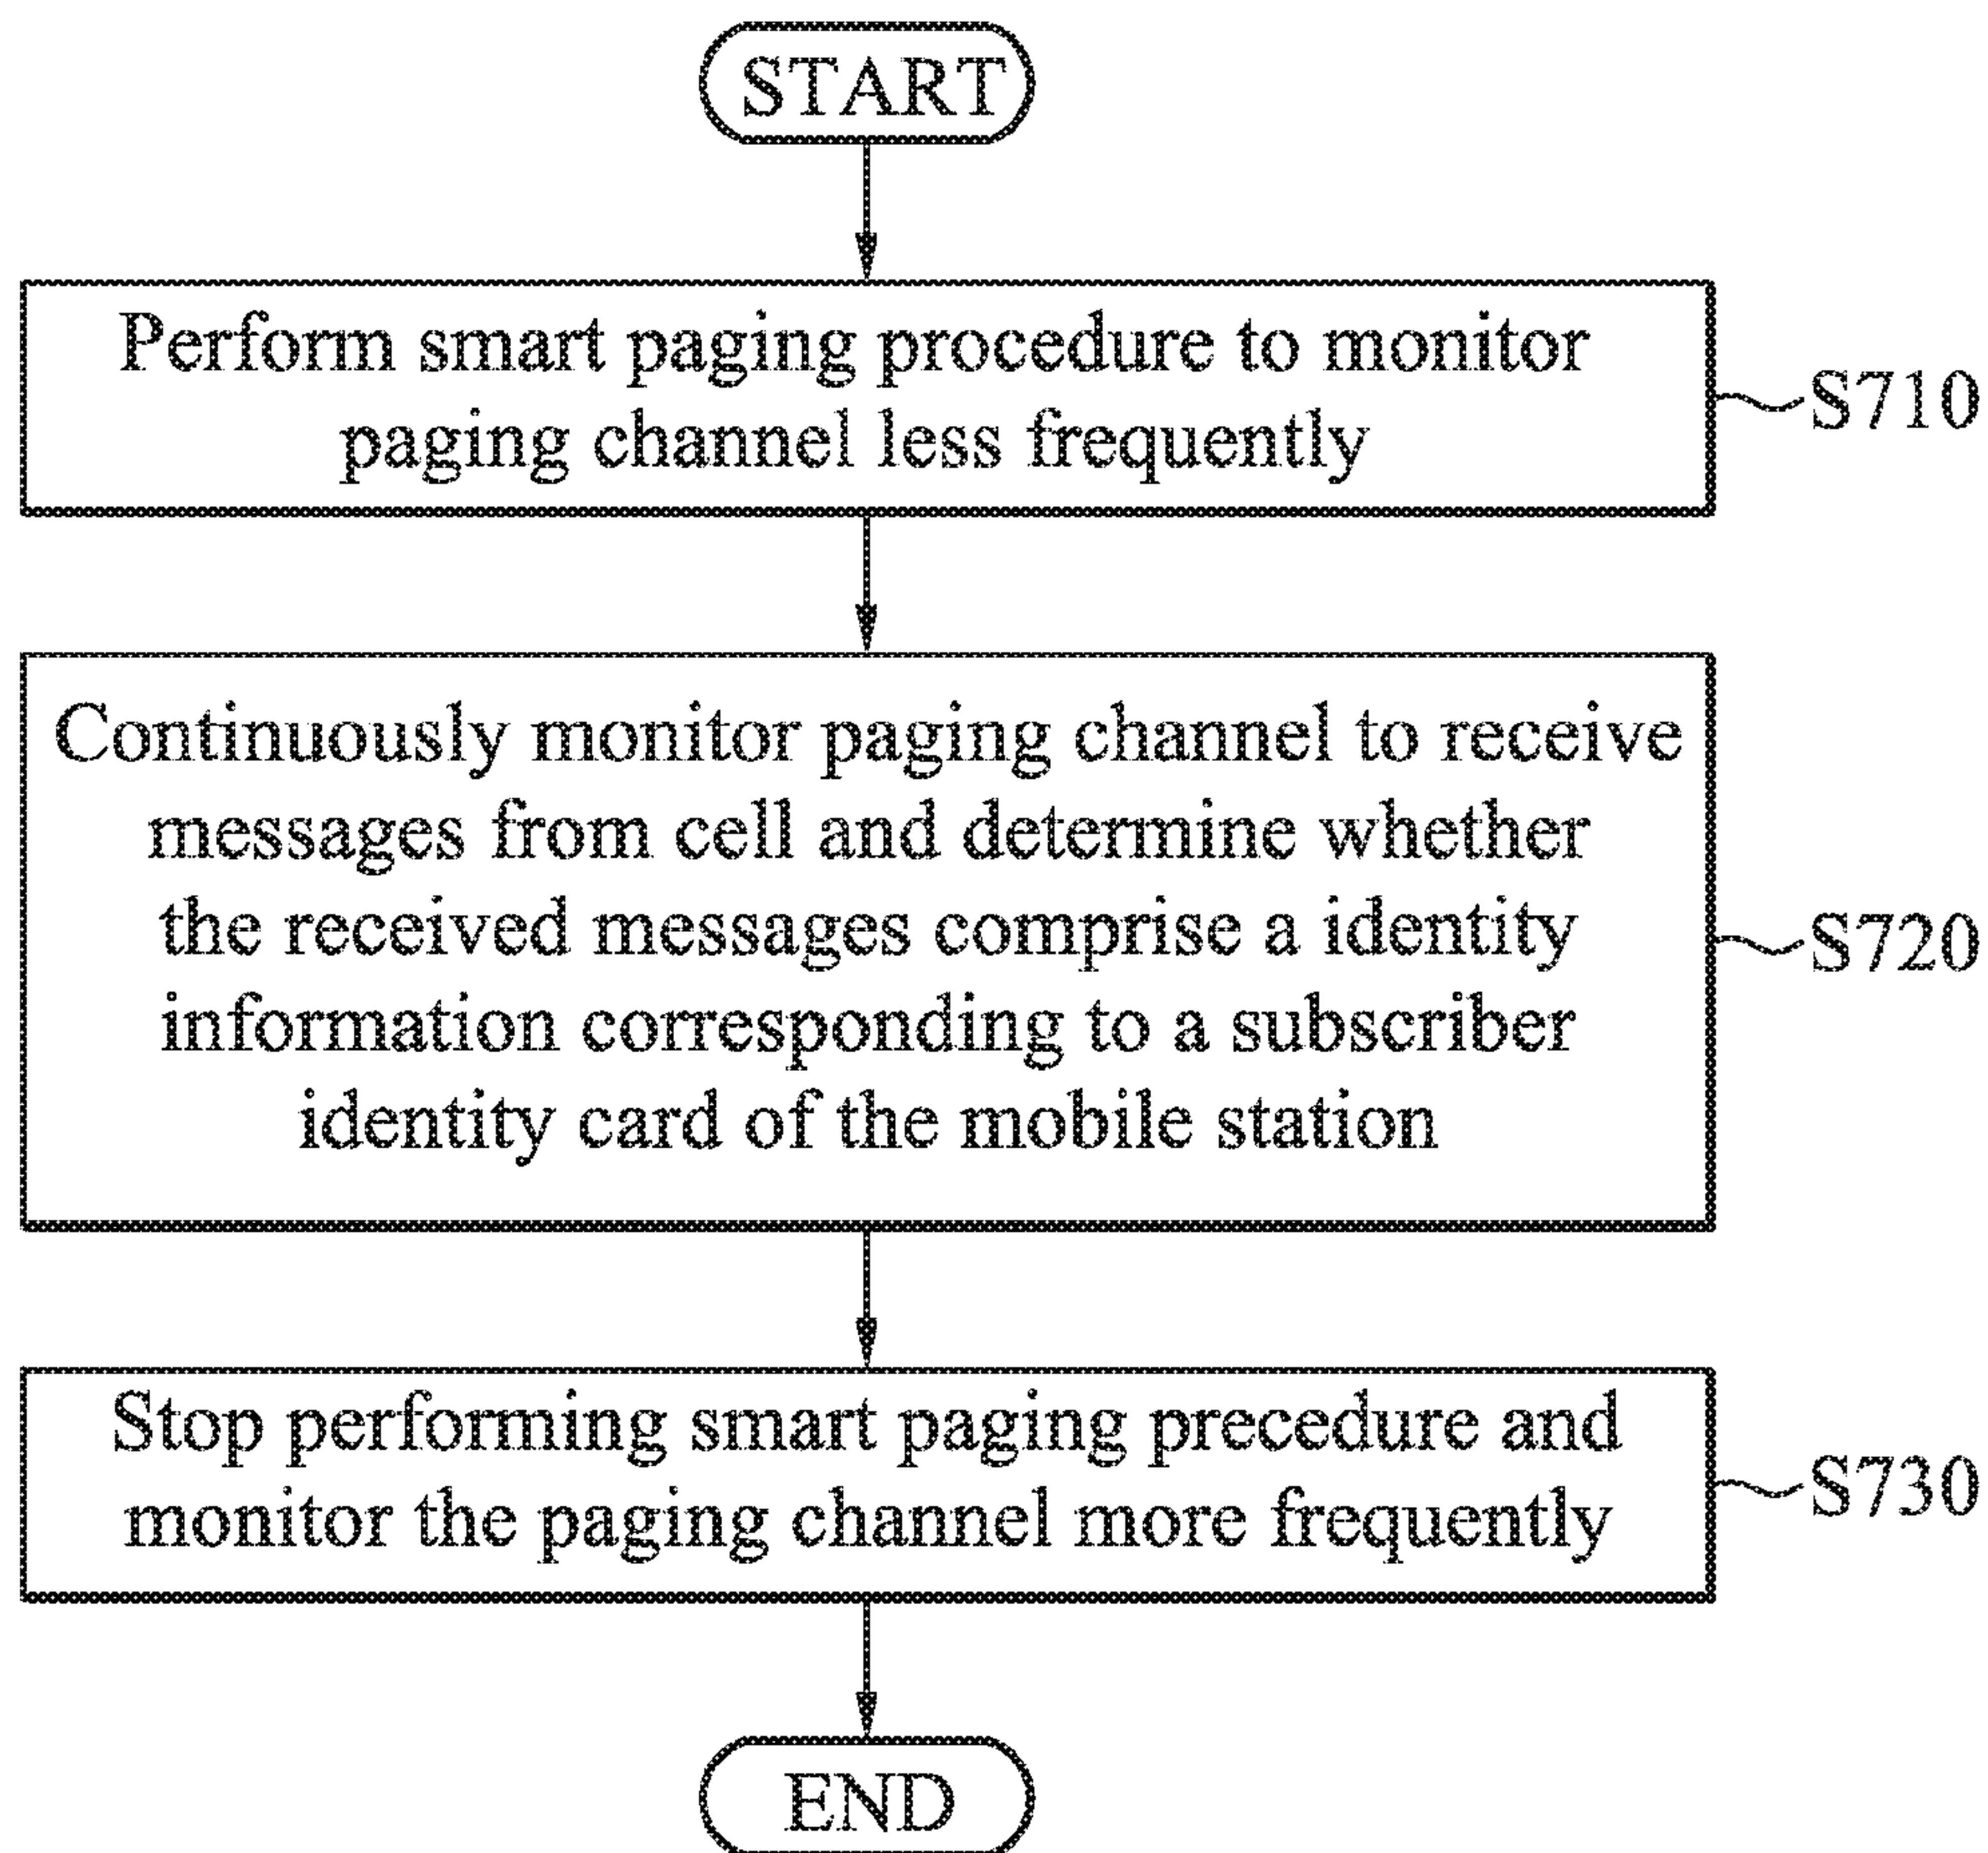 START
Perform smart paging procedure to monitor
paging channel less frequently
S710
Continuously monitor paging channel to receive
messages from cell and determine whether
the received messages comprise a identity
information corresponding to a subscriber
identity card of the mobile station
S720
Stop performing smart paging precedure and
monitor the paging channel more frequently
S730
END